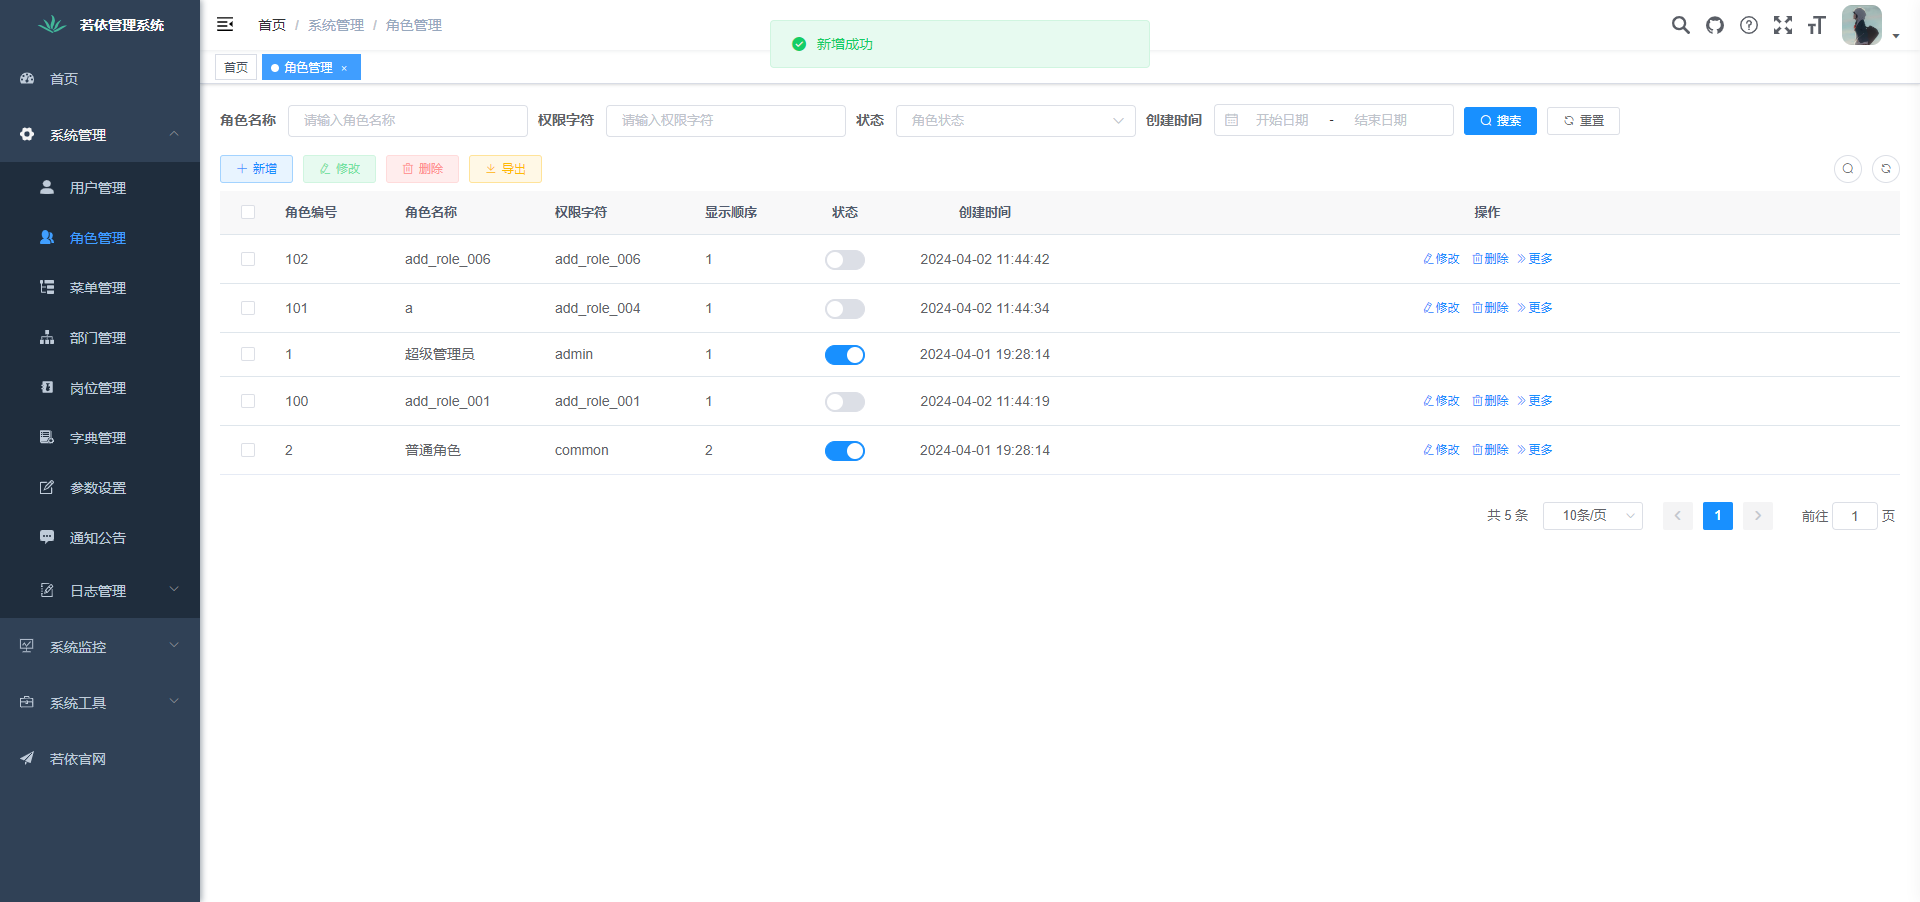 若依管理系统
首页
系统管理
用户管理
角色管理
菜单管理
部门管理
岗位管理
字典管理
参数设置
通知公告
日志管理
系统监控
系统工具
若依官网
首页 / 系统管理 / 角色管理
新增成功
首页 角色管理 ×
角色名称 请输入角色名称 权限字符 请输入权限字符 状态 角色状态 创建时间 开始日期 - 结束日期 搜索 重置
新增 修改 删除 导出
角色编号 角色名称 权限字符 显示顺序 状态 创建时间 操作
102 add_role_006 add_role_006 1 2024-04-02 11:44:42 修改 删除 更多
101 a add_role_004 1 2024-04-02 11:44:34 修改 删除 更多
1 超级管理员 admin 1 2024-04-01 19:28:14
100 add_role_001 add_role_001 1 2024-04-02 11:44:19 修改 删除 更多
2 普通角色 common 2 2024-04-01 19:28:14 修改 删除 更多
共 5 条 10条/页 1 前往 1 页